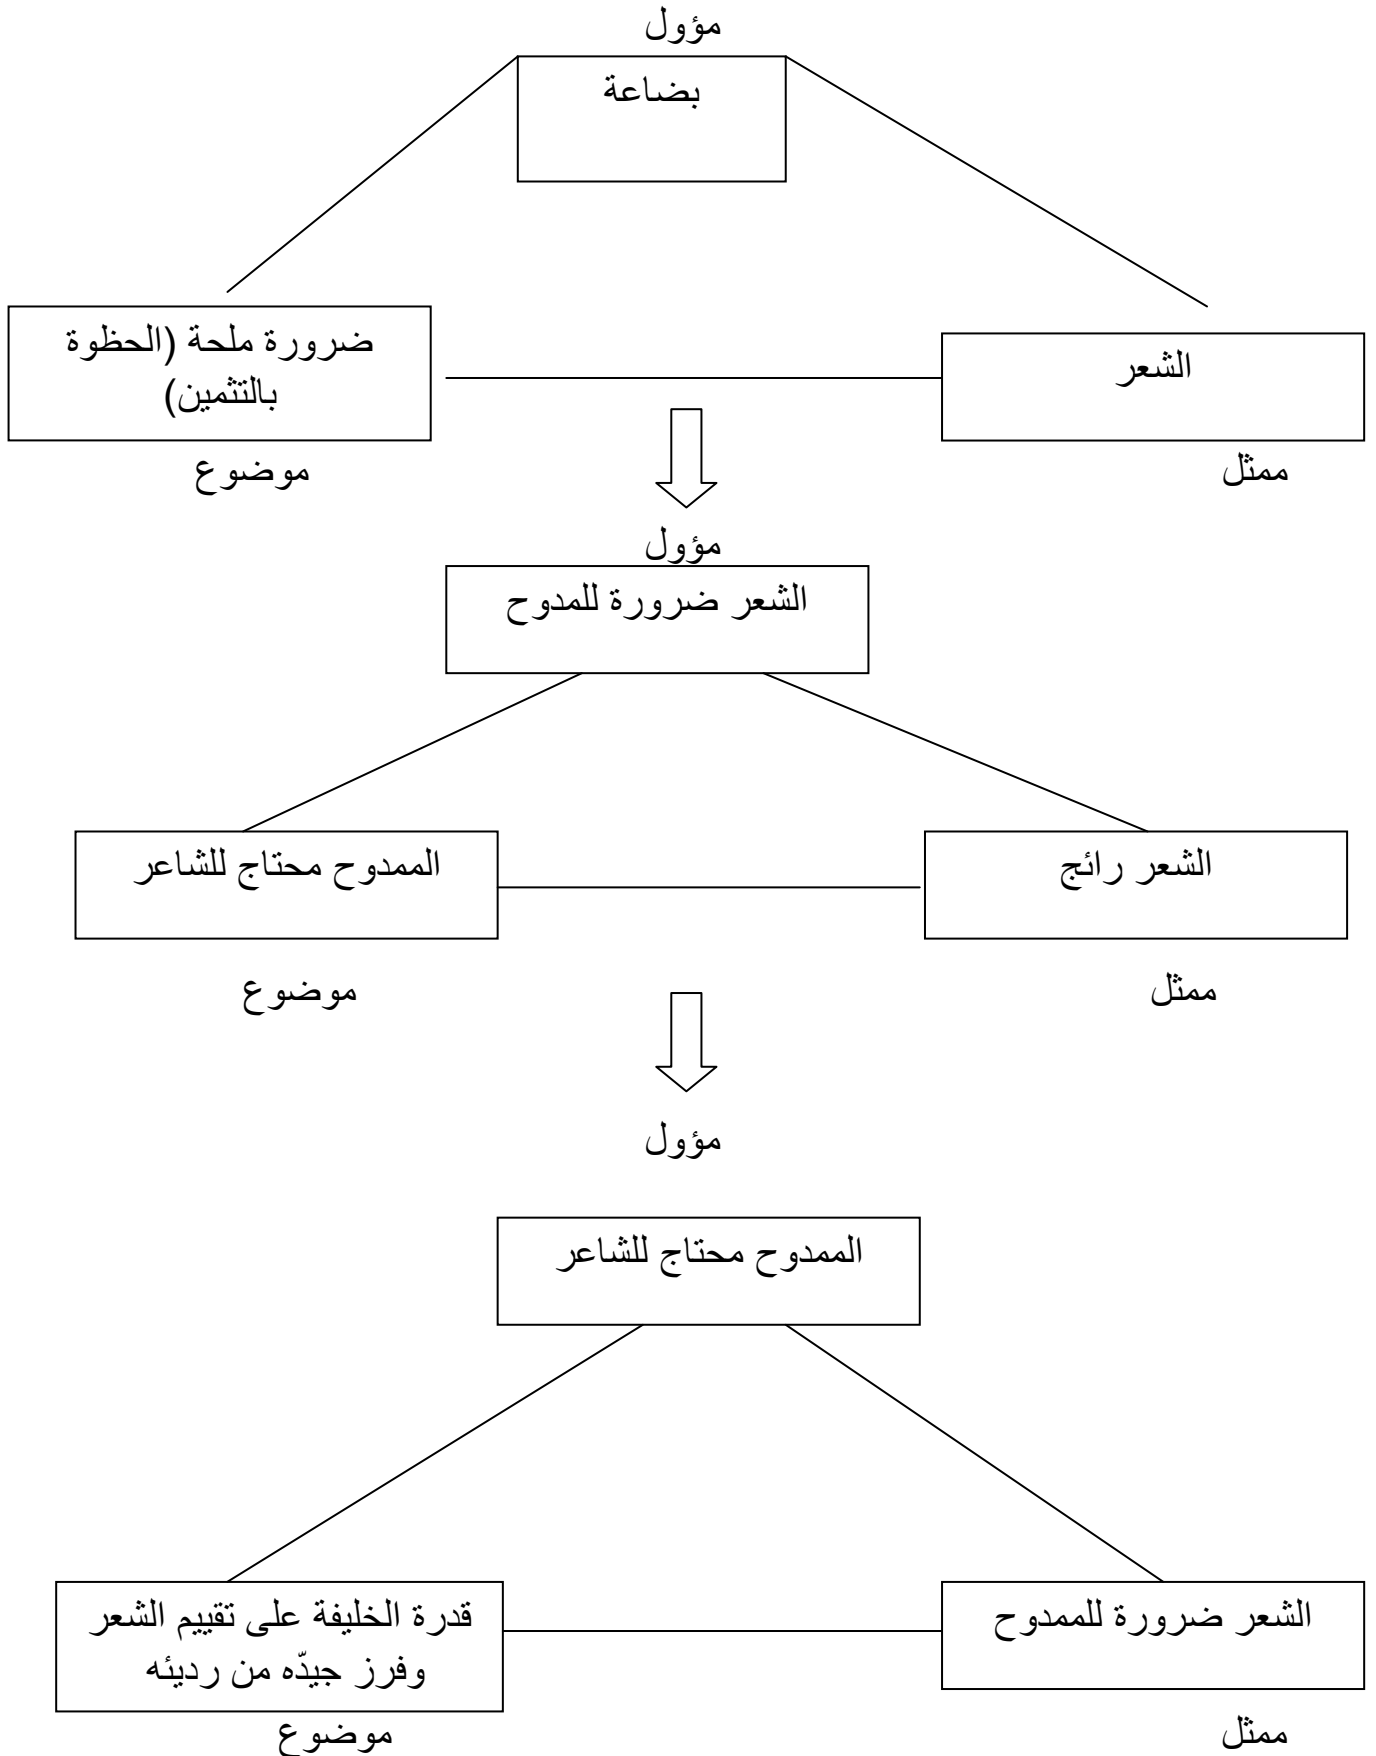 مؤول
بضاعة
الشعر
ضرورة ملحة (الحظوة
بالتثمين)
ممثل
موضوع
مؤول
الشعر ضرورة للمدوح
الشعر رائج
الممدوح محتاج للشاعر
ممثل
موضوع
مؤول
الممدوح محتاج للشاعر
الشعر ضرورة للممدوح
قدرة الخليفة على تقييم الشعر
وفرز جيدّه من رديئه
ممثل
موضوع